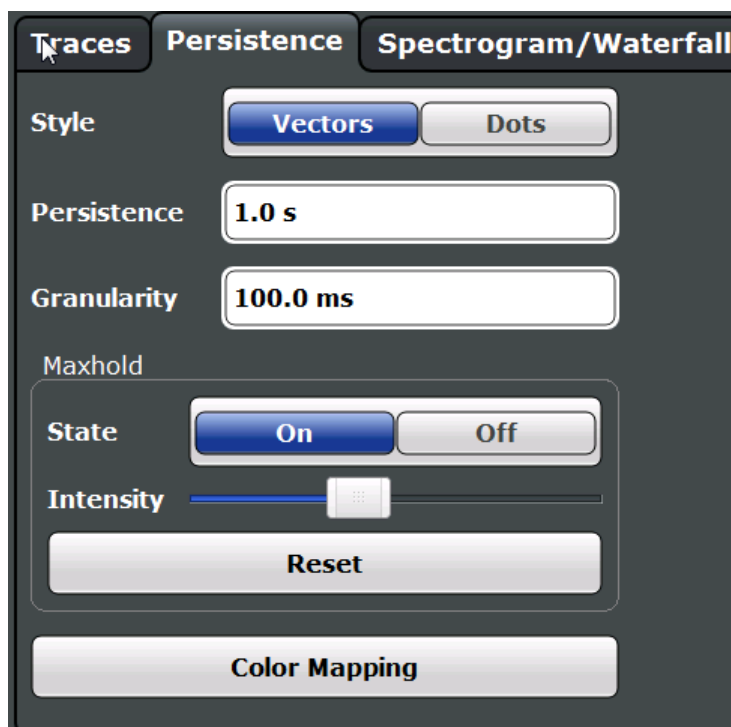 Traces Persistence Spectrogram/Waterfall
Style Vectors Dots
Persistence 1.0 s
Granularity 100.0 ms
Maxhold
State On Off
Intensity
Reset
Color Mapping